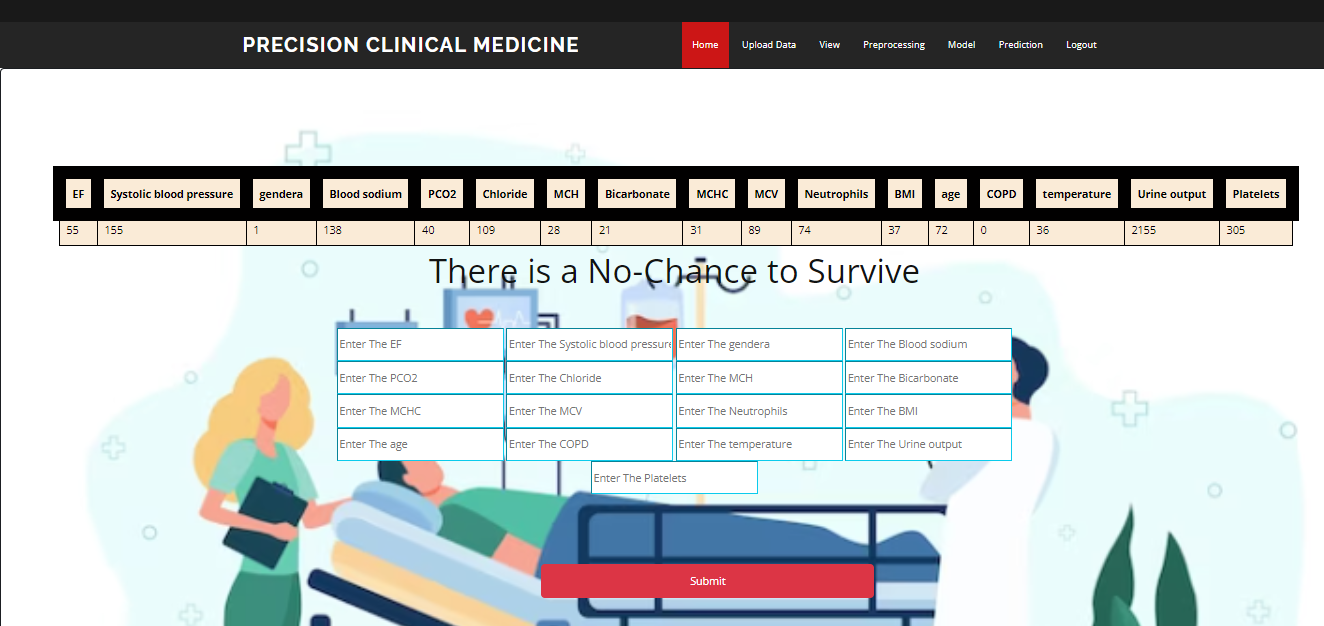 PRECISION CLINICAL MEDICINE Home Upload Data View Preprocessing Model Prediction Logout
EF Systolic blood pressure gendera Blood sodium PCO2 Chloride MCH Bicarbonate MCHC MCV Neutrophils BMI age COPD temperature Urine output Platelets
55 155 1 138 40 109 28 21 31 89 74 37 72 0 36 2155 305
There is a No-Chance to Survive
Enter The EF Enter The Systolic blood pressure Enter The gendera Enter The Blood sodium
Enter The PCO2 Enter The Chloride Enter The MCH Enter The Bicarbonate
Enter The MCHC Enter The MCV Enter The Neutrophils Enter The BMI
Enter The age Enter The COPD Enter The temperature Enter The Urine output
Enter The Platelets
Submit